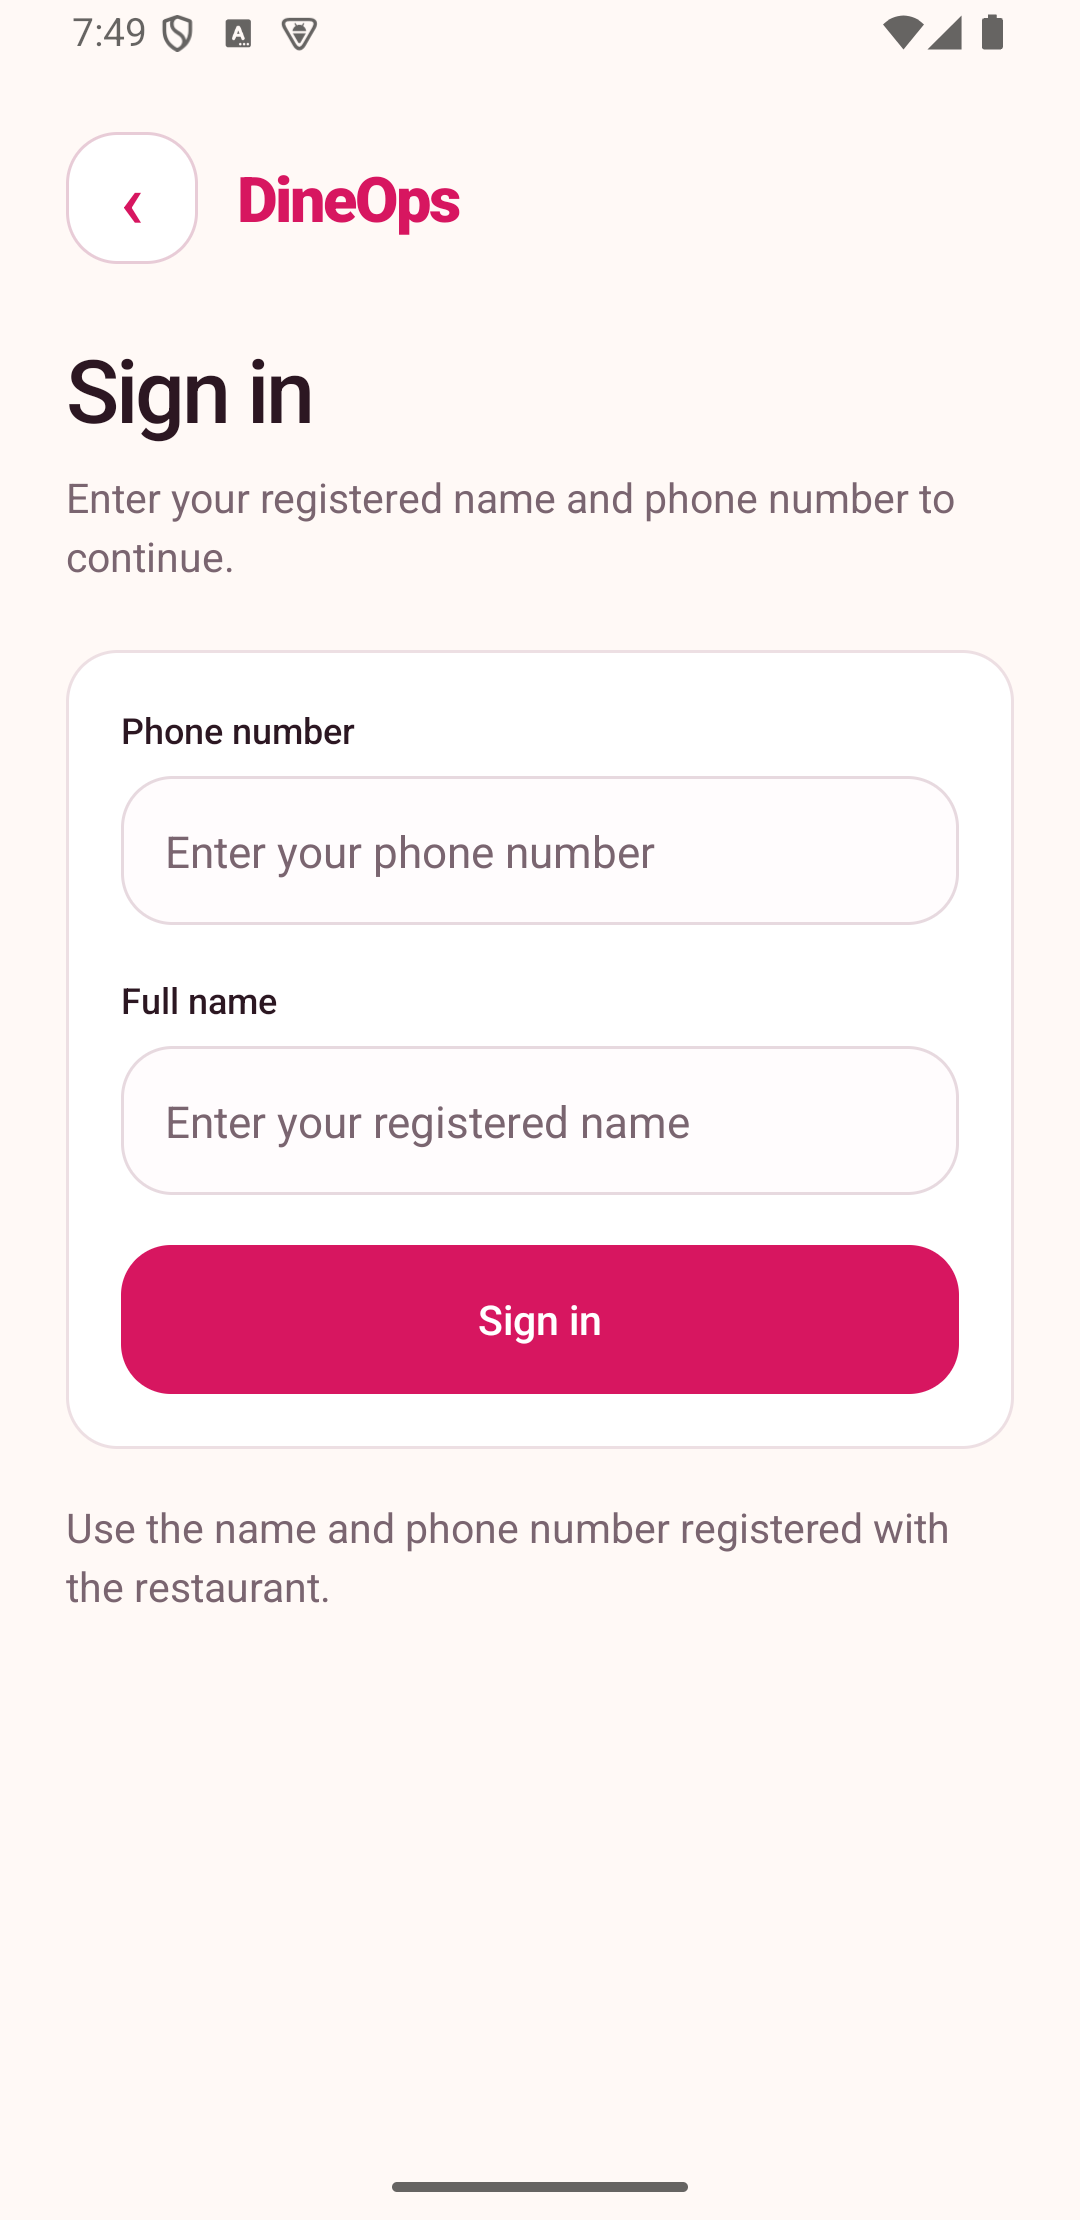 7:49
‹
DineOps
Sign in
Enter your registered name and phone number to
continue.
Phone number
Enter your phone number
Full name
Enter your registered name
Sign in
Use the name and phone number registered with
the restaurant.